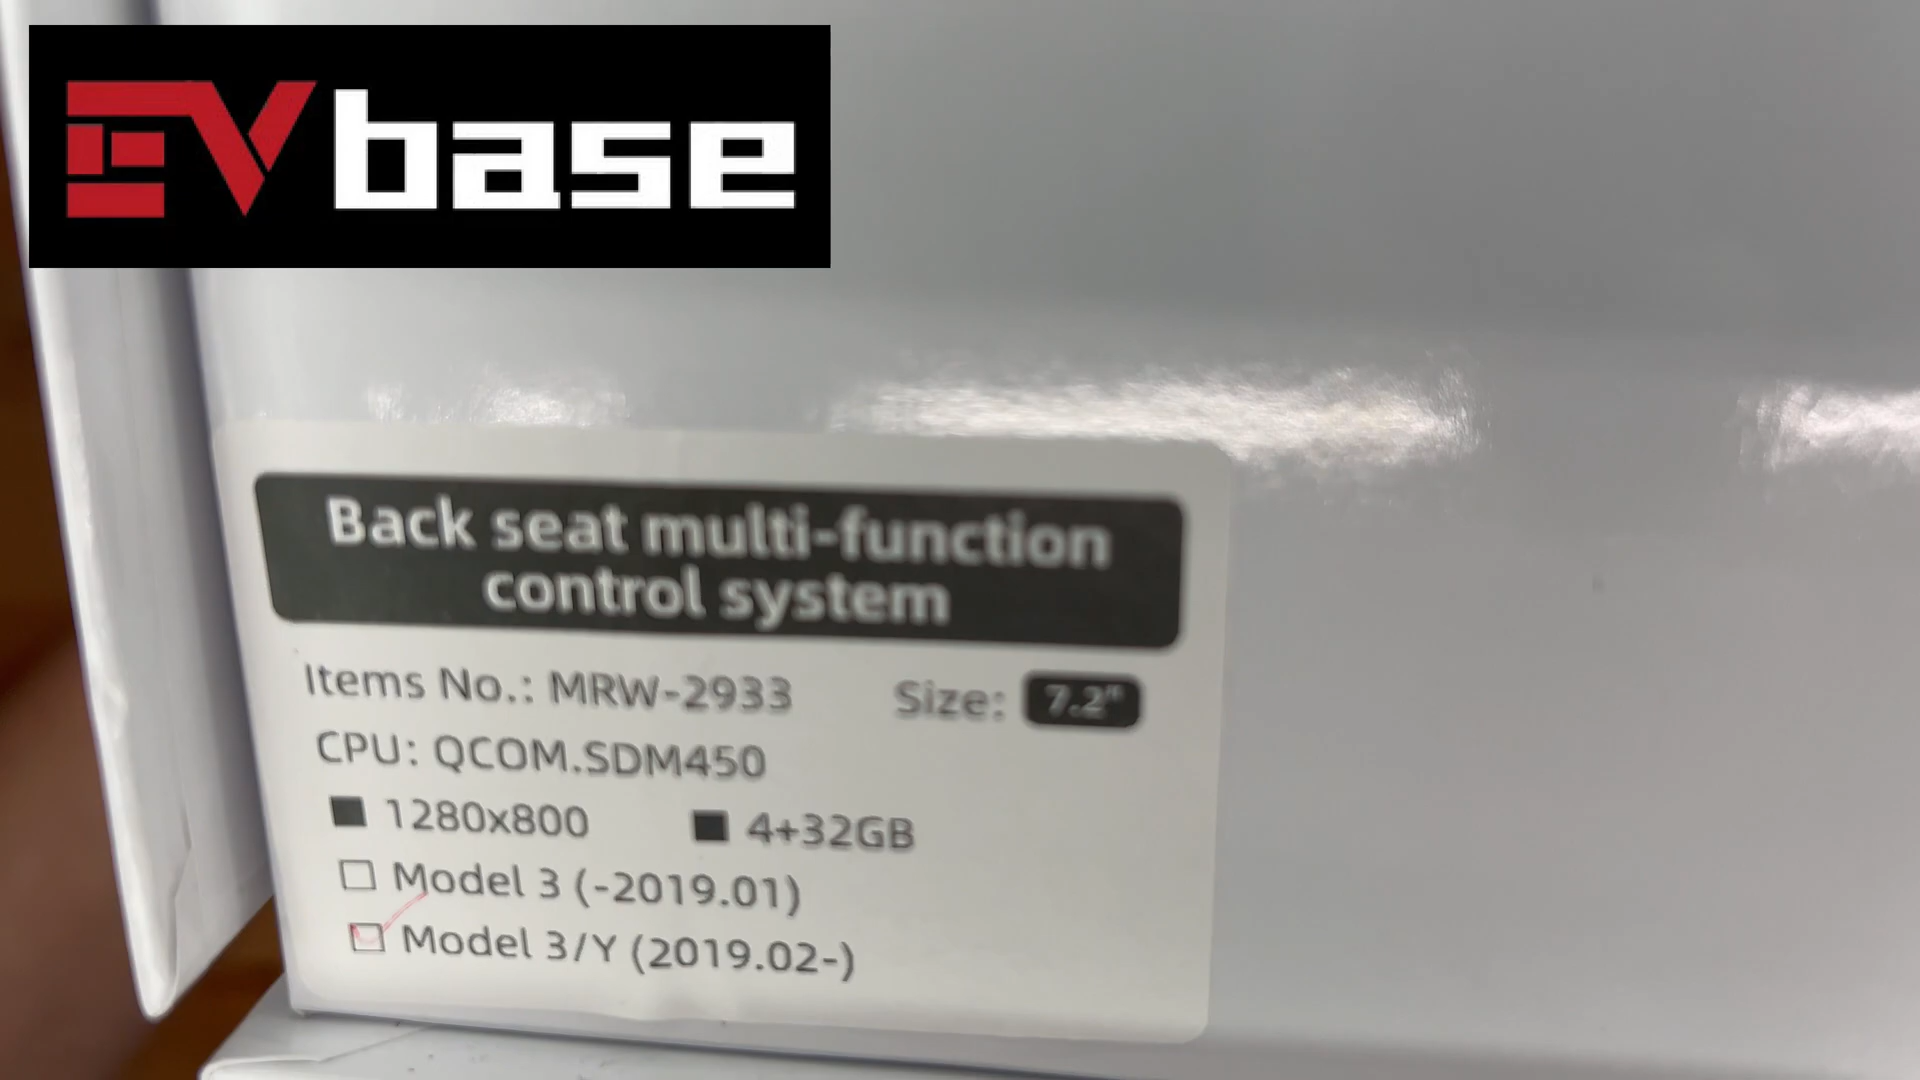 EVbase
Back seat multi-function
control system
Items No.: MRW-2933 Size: 7.2"
CPU: QCOM.SDM450
■ 1280x800 ■ 4+32GB
□ Model 3 (-2019.01)
□ Model 3/Y (2019.02-)